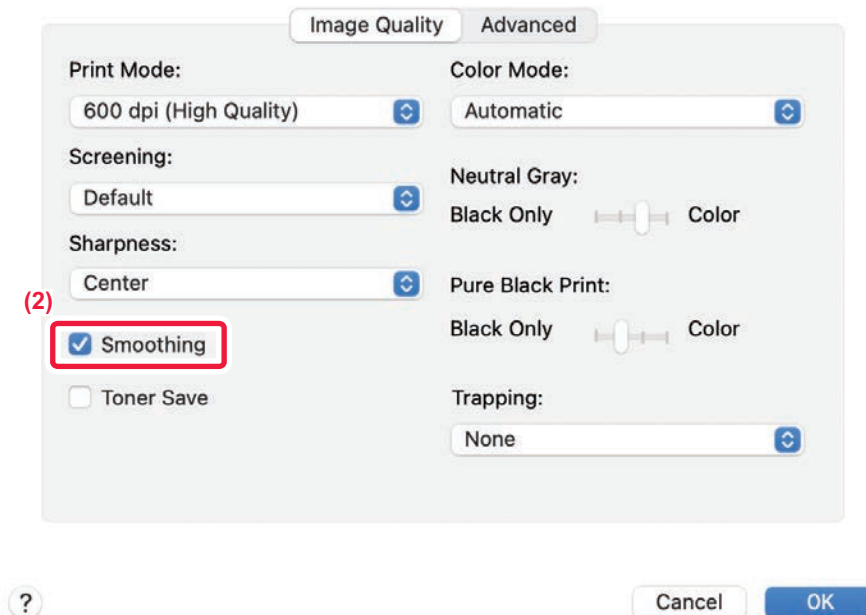 Image Quality Advanced
Print Mode:
600 dpi (High Quality)
Screening:
Default
Sharpness:
Center
(2)
Smoothing
Toner Save
Color Mode:
Automatic
Neutral Gray:
Black Only Color
Pure Black Print:
Black Only Color
Trapping:
None
? Cancel OK